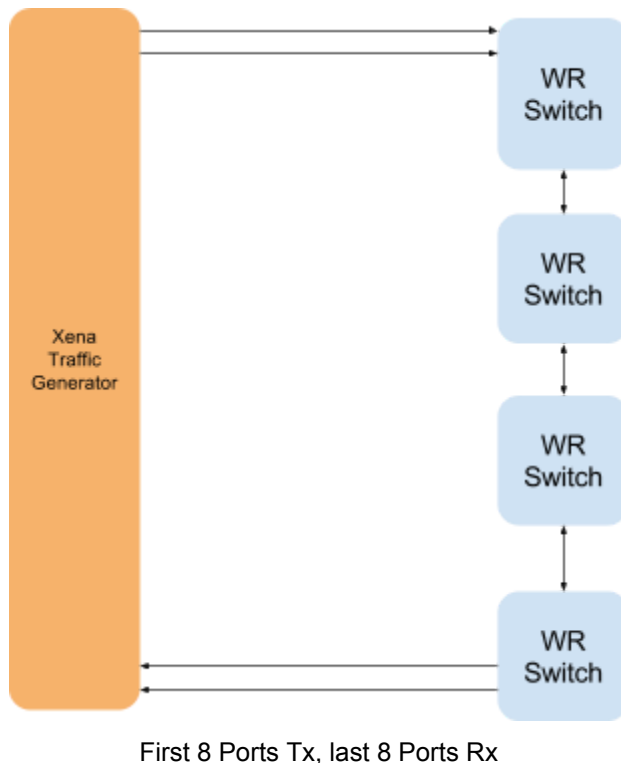 WR
Switch
WR
Switch
Xena
Traffic
Generator
WR
Switch
WR
Switch
First 8 Ports Tx, last 8 Ports Rx